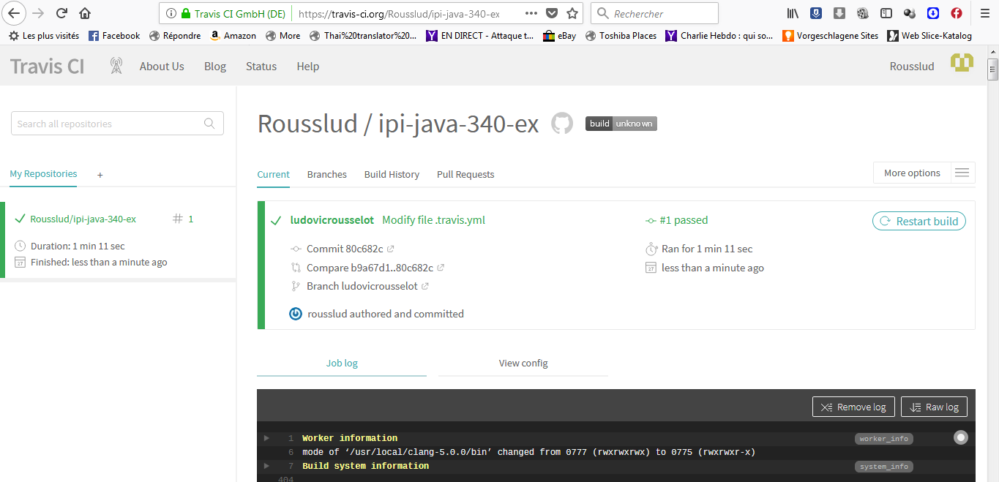 Travis CI GmbH (DE) https://travis-ci.org/Rousslud/ipi-java-340-ex Rechercher
Les plus visités Facebook Répondre Amazon More Thai%20translator%20... EN DIRECT - Attaque t... eBay Toshiba Places Charlie Hebdo : qui so... Vorgeschlagene Sites Web Slice-Katalog
Travis CI About Us Blog Status Help Rousslud
Search all repositories
Rousslud / ipi-java-340-ex build unknown
My Repositories +
Current Branches Build History Pull Requests More options
Rousslud/ipi-java-340-ex # 1
Duration: 1 min 11 sec
Finished: less than a minute ago
ludovicrousselot Modify file .travis.yml #1 passed Restart build
Commit 80c682c Ran for 1 min 11 sec
Compare b9a67d1..80c682c less than a minute ago
Branch ludovicrousselot
rousslud authored and committed
Job log View config
Remove log Raw log
1 Worker information worker_info
6 mode of ‘/usr/local/clang-5.0.0/bin’ changed from 0777 (rwxrwxrwx) to 0775 (rwxrwxr-x)
7 Build system information system_info
404